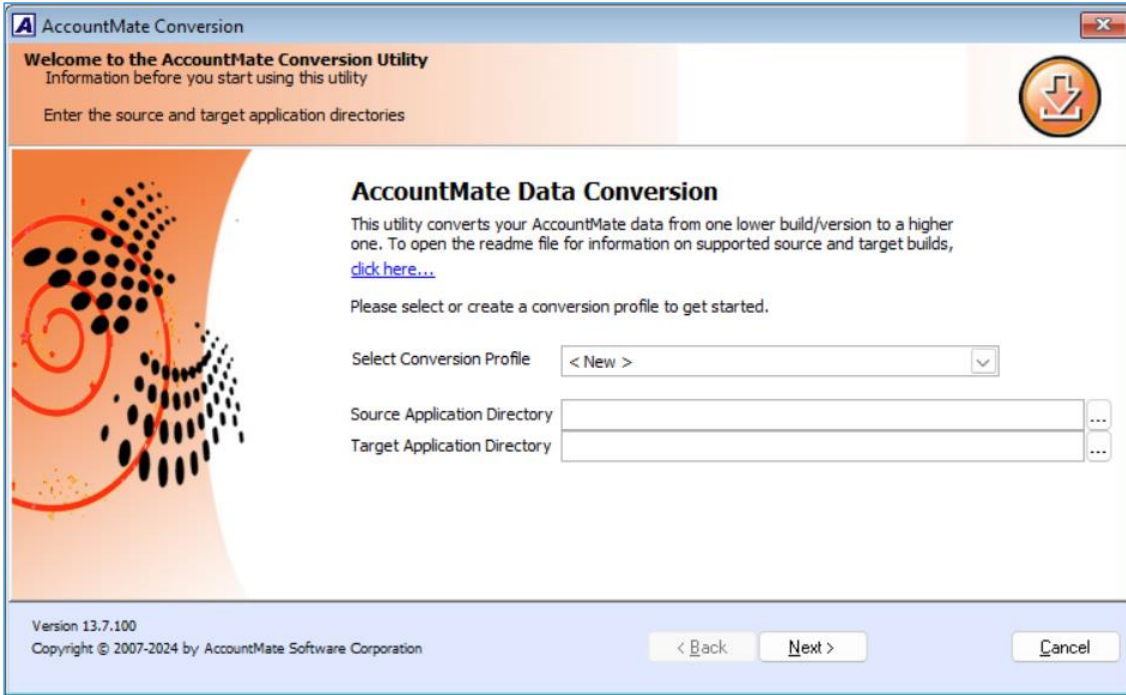 AccountMate Conversion
Welcome to the AccountMate Conversion Utility
Information before you start using this utility
Enter the source and target application directories
AccountMate Data Conversion
This utility converts your AccountMate data from one lower build/version to a higher
one. To open the readme file for information on supported source and target builds,
click here...
Please select or create a conversion profile to get started.
Select Conversion Profile
< New >
Source Application Directory
...
Target Application Directory
...
Version 13.7.100
Copyright © 2007-2024 by AccountMate Software Corporation
< Back
Next >
Cancel